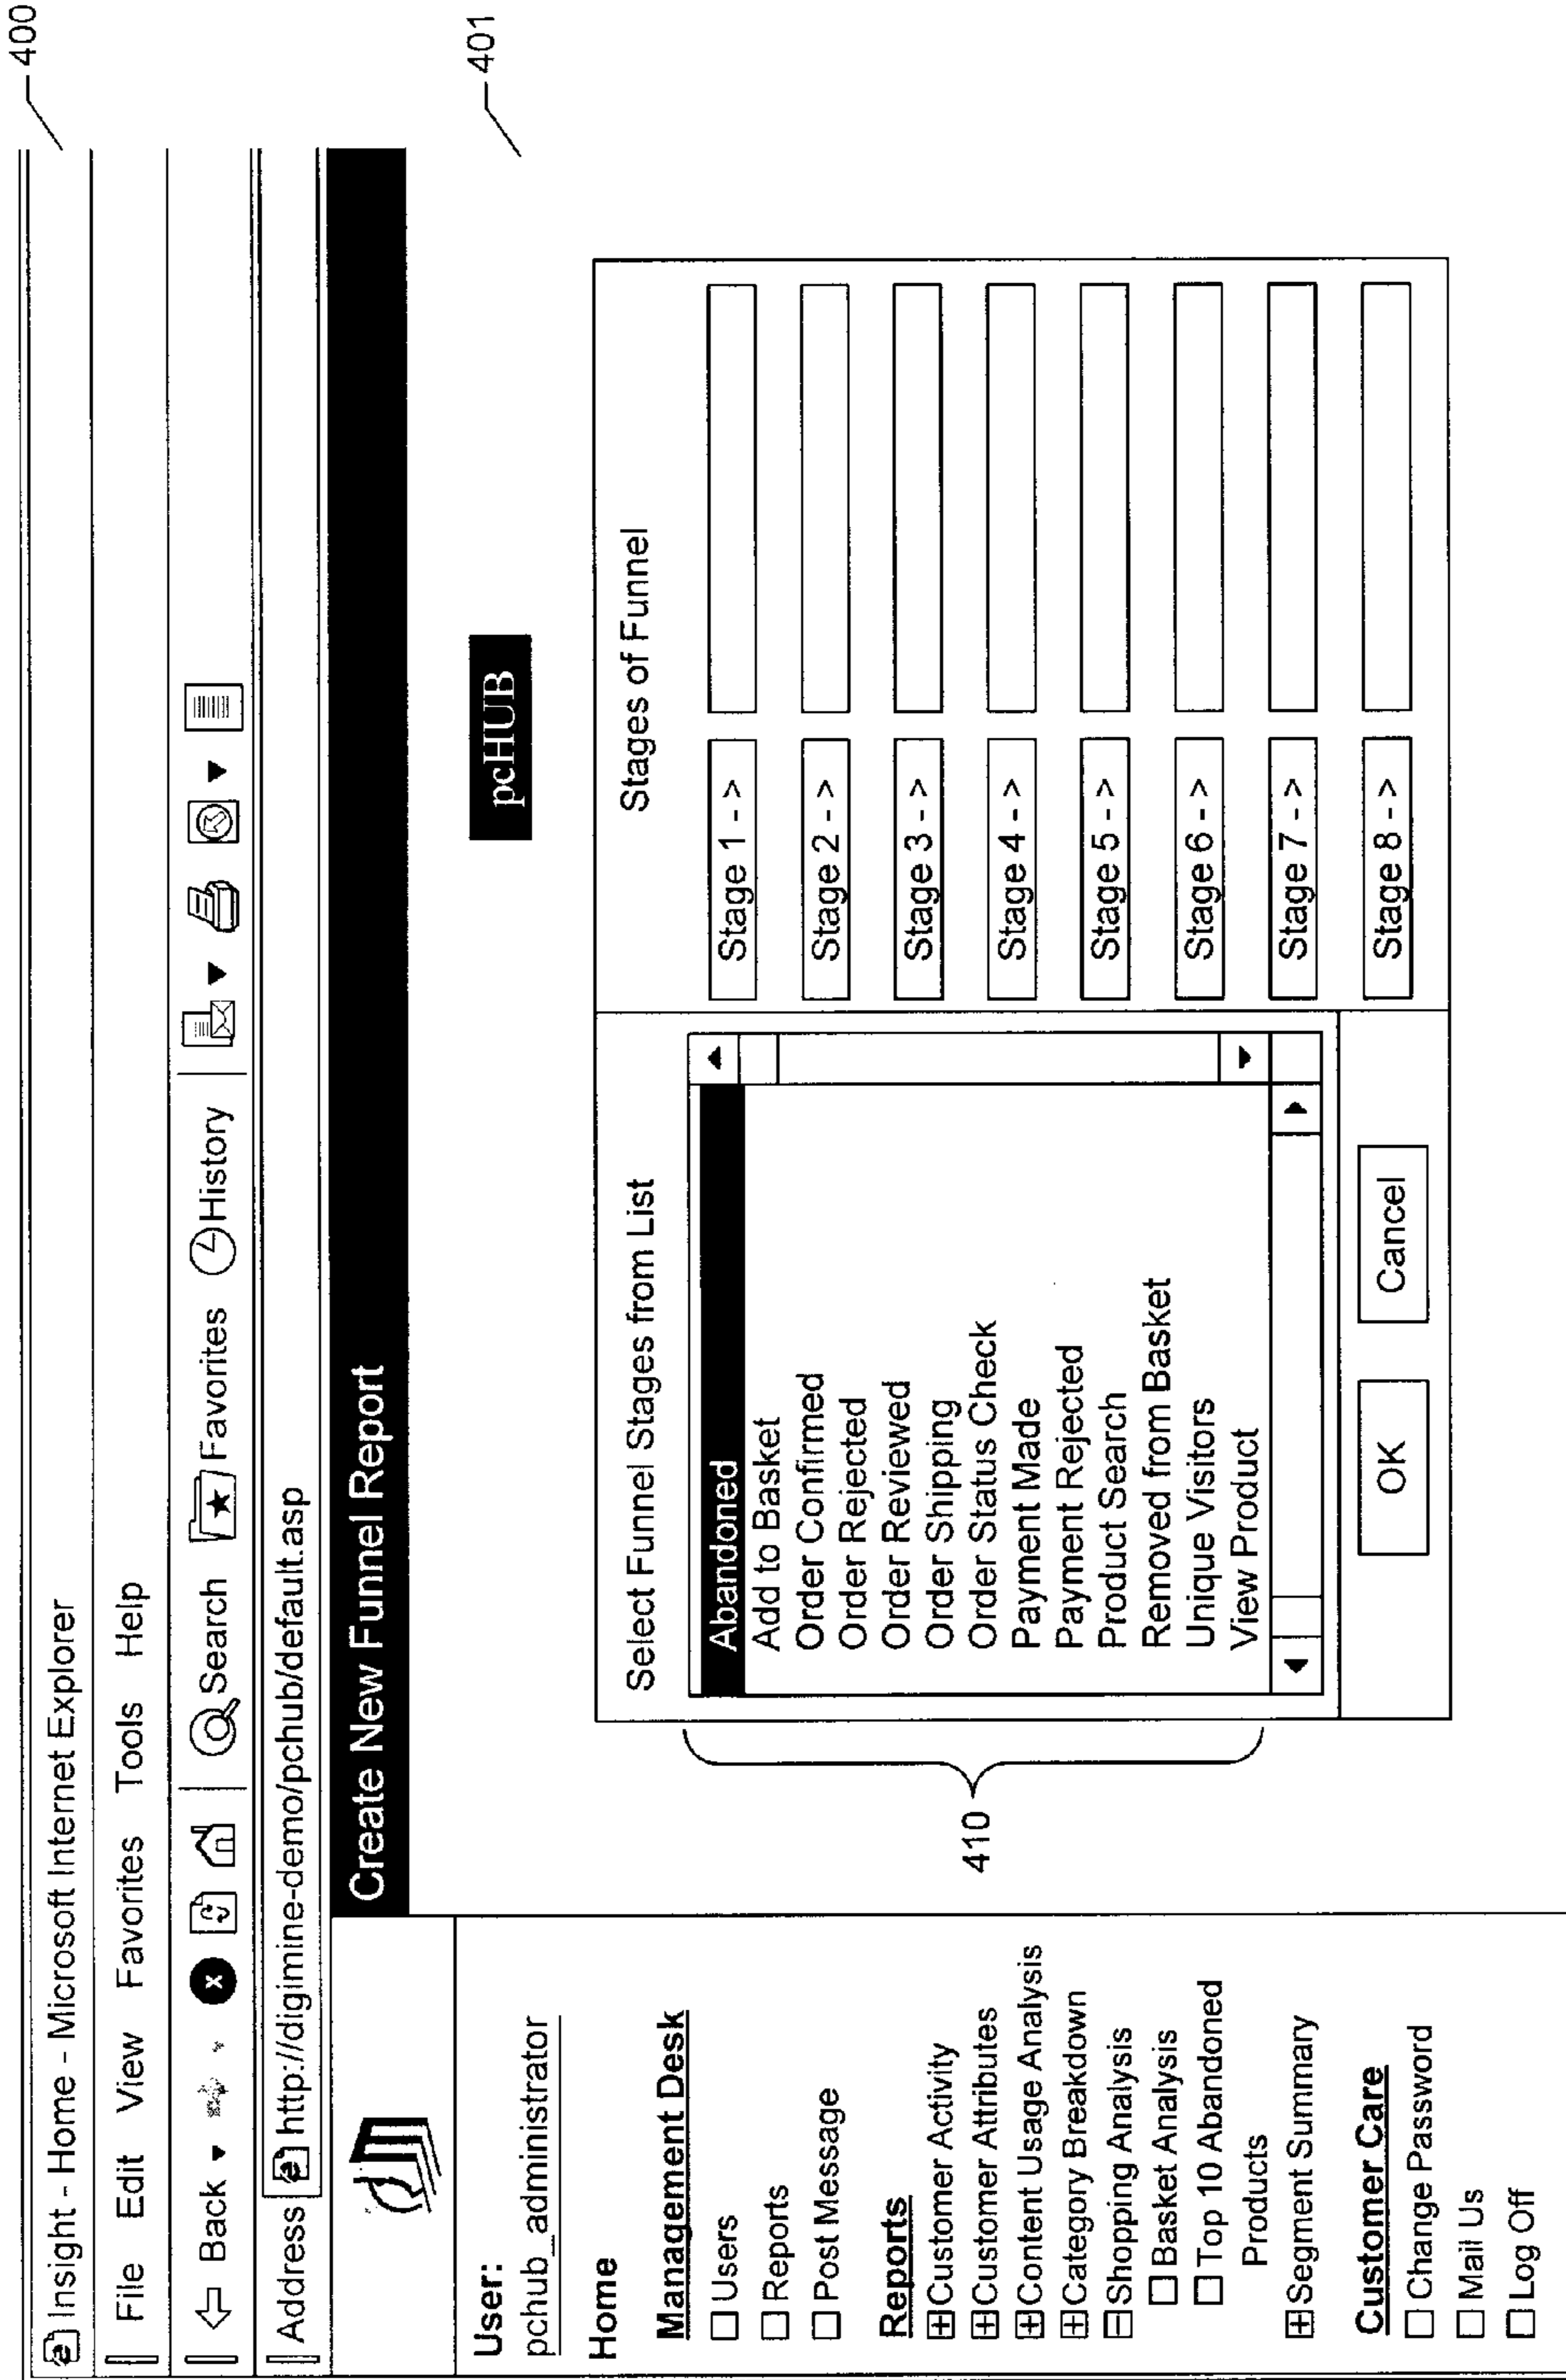 400
Insight - Home - Microsoft Internet Explorer
File Edit View Favorites Tools Help
Back Search Favorites History
Address http://digimine-demo/pchub/default.asp
Create New Funnel Report
401
User:
pchub_administrator
Home
Management Desk
Users
Reports
Post Message
Reports
Customer Activity
Customer Attributes
Content Usage Analysis
Category Breakdown
Shopping Analysis
Basket Analysis
Top 10 Abandoned
Products
Segment Summary
Customer Care
Change Password
Mail Us
Log Off
pcHUB
Select Funnel Stages from List
410
Abandoned
Add to Basket
Order Confirmed
Order Rejected
Order Reviewed
Order Shipping
Order Status Check
Payment Made
Payment Rejected
Product Search
Removed from Basket
Unique Visitors
View Product
OK
Cancel
Stages of Funnel
Stage 1 - >
Stage 2 - >
Stage 3 - >
Stage 4 - >
Stage 5 - >
Stage 6 - >
Stage 7 - >
Stage 8 - >